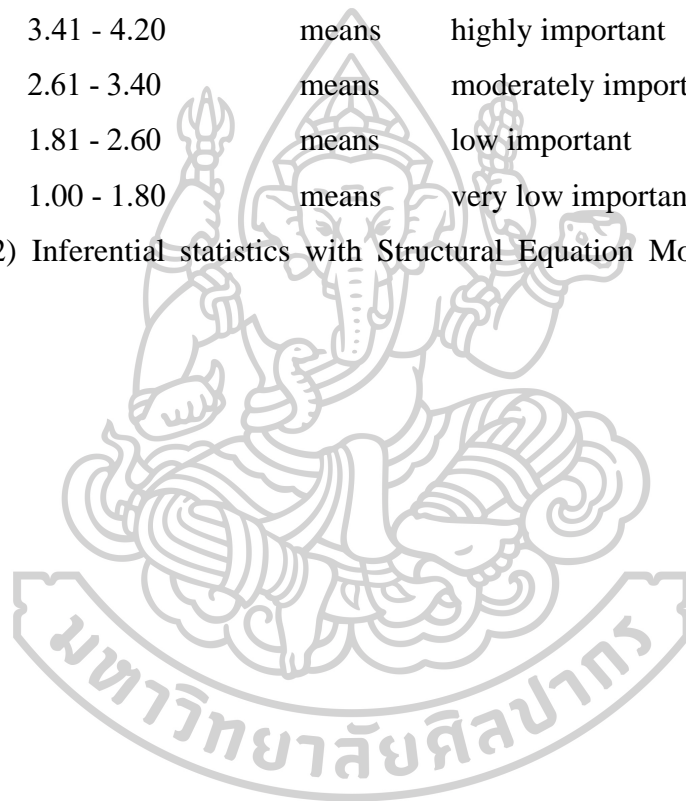 3.41 - 4.20 means highly important
2.61 - 3.40 means moderately import
1.81 - 2.60 means low important
1.00 - 1.80 means very low importan
2) Inferential statistics with Structural Equation Mo
มหาวิทยาลัยศิลปากร